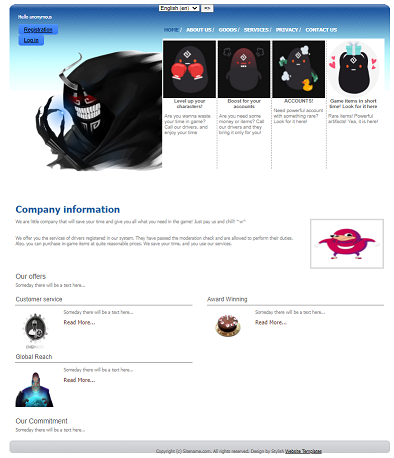 English (en) =>
Hello anonymous
Registration
Log in
HOME / ABOUT US / GOODS / SERVICES / PRIVACY / CONTACT US
Level up your
characters!
Are you wanna waste
your time in game?
Call our drivers, and
enjoy your time
Boost for your
accounts
Are you need some
money or items? Call
our drivers and they
bring it only for you!
ACCOUNTS!
Need powerful account
with something rare?
Look for it here!
Game items in short
time! Look for it here
Rare items! Powerful
artifacts! Yes, it is here!
Company information
We are little company that will save your time and give you all what you need in the game! Just pay us and chill! ^=^
We offer you the services of drivers registered in our system. They have passed the moderation check and are allowed to perform their duties.
Also, you can purchase in-game items at quite reasonable prices. We save your time, and you use our services.
Our offers
Someday there will be a text here...
Customer service
Someday there will be a text here...
Read More...
Award Winning
Someday there will be a text here...
Read More...
Global Reach
Someday there will be a text here...
Read More...
Our Commitment
Someday there will be a text here...
Copyright (c) Sitename.com. All rights reserved. Design by Stylish Website Templates